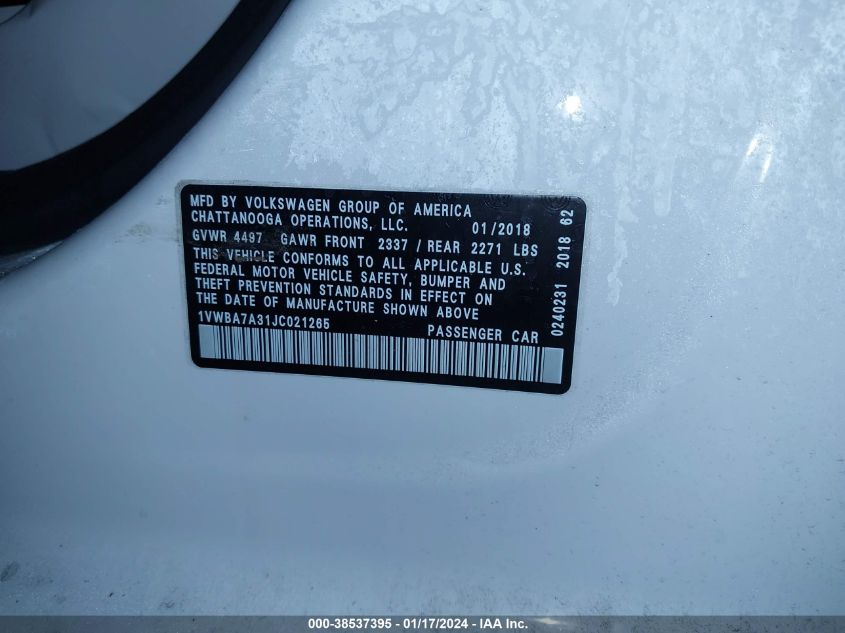 MFD BY VOLKSWAGEN GROUP OF AMERICA
CHATTANOOGA OPERATIONS, LLC. 01/2018
GVWR 4497 GAWR FRONT 2337 / REAR 2271 LBS
THIS VEHICLE CONFORMS TO ALL APPLICABLE U.S.
FEDERAL MOTOR VEHICLE SAFETY, BUMPER AND
THEFT PREVENTION STANDARDS IN EFFECT ON
THE DATE OF MANUFACTURE SHOWN ABOVE
1VWBA7A31JC021265 PASSENGER CAR
0240231 2018 62
000-38537395 - 01/17/2024 - IAA Inc.